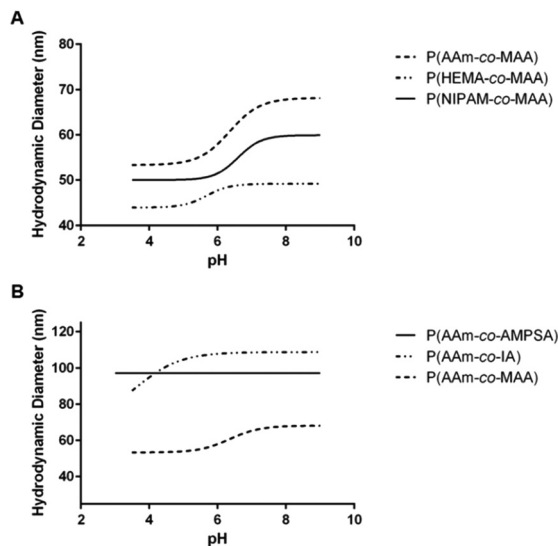 A
Hydrodynamic Diameter (nm)
80
70
60
50
40
2
4
6
8
10
pH
P(AAm-co-MAA)
P(HEMA-co-MAA)
P(NIPAM-co-MAA)
B
Hydrodynamic Diameter (nm)
120
100
80
60
40
2
4
6
8
10
pH
P(AAm-co-AMPSA)
P(AAm-co-IA)
P(AAm-co-MAA)